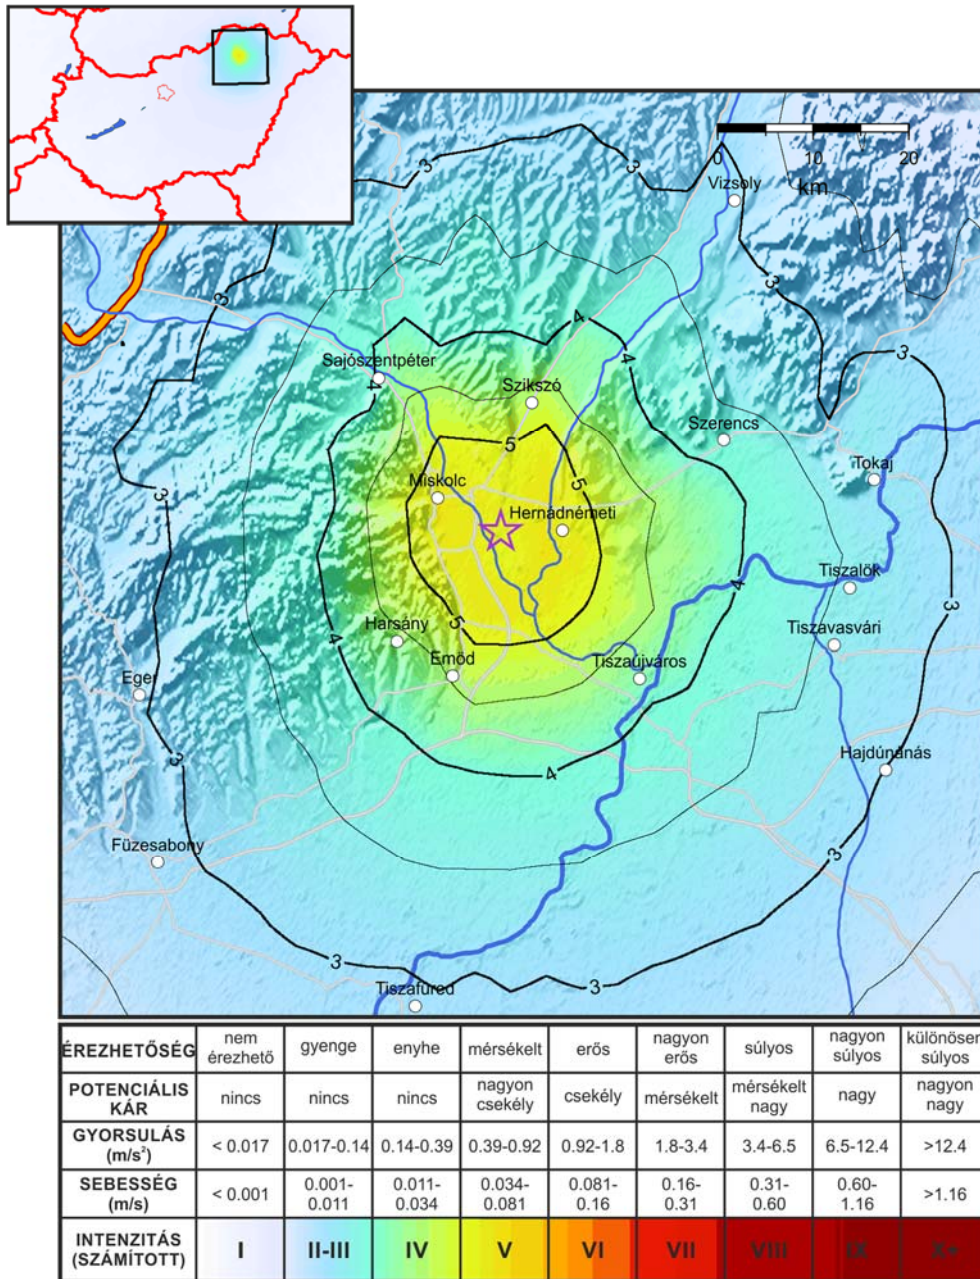 3
3
3
3
0
10
20
km
Vizsoly
3
3
4
4
3
Sajószentpéter
4
Szikszó
Szerencs
5
5
Tokaj
Miskolc
Hernádnémeti
3
Tiszalök
4
3
5
4
Harsány
Tiszavasvári
Emőd
Tiszaújváros
Eger
3
4
Hajdúnánás
Füzesabony
3
3
3
Tiszafüred
ÉREZHETŐSÉG nem érezhető gyenge enyhe mérsékelt erős nagyon erős súlyos nagyon súlyos különösen súlyos
POTENCIÁLIS KÁR nincs nincs nincs nagyon csekély csekély mérsékelt mérsékelt nagy nagy nagyon nagy
GYORSULÁS (m/s²) < 0.017 0.017-0.14 0.14-0.39 0.39-0.92 0.92-1.8 1.8-3.4 3.4-6.5 6.5-12.4 >12.4
SEBESSÉG (m/s) < 0.001 0.001-0.011 0.011-0.034 0.034-0.081 0.081-0.16 0.16-0.31 0.31-0.60 0.60-1.16 >1.16
INTENZITÁS (SZÁMÍTOTT) I II-III IV V VI VII VIII IX X+